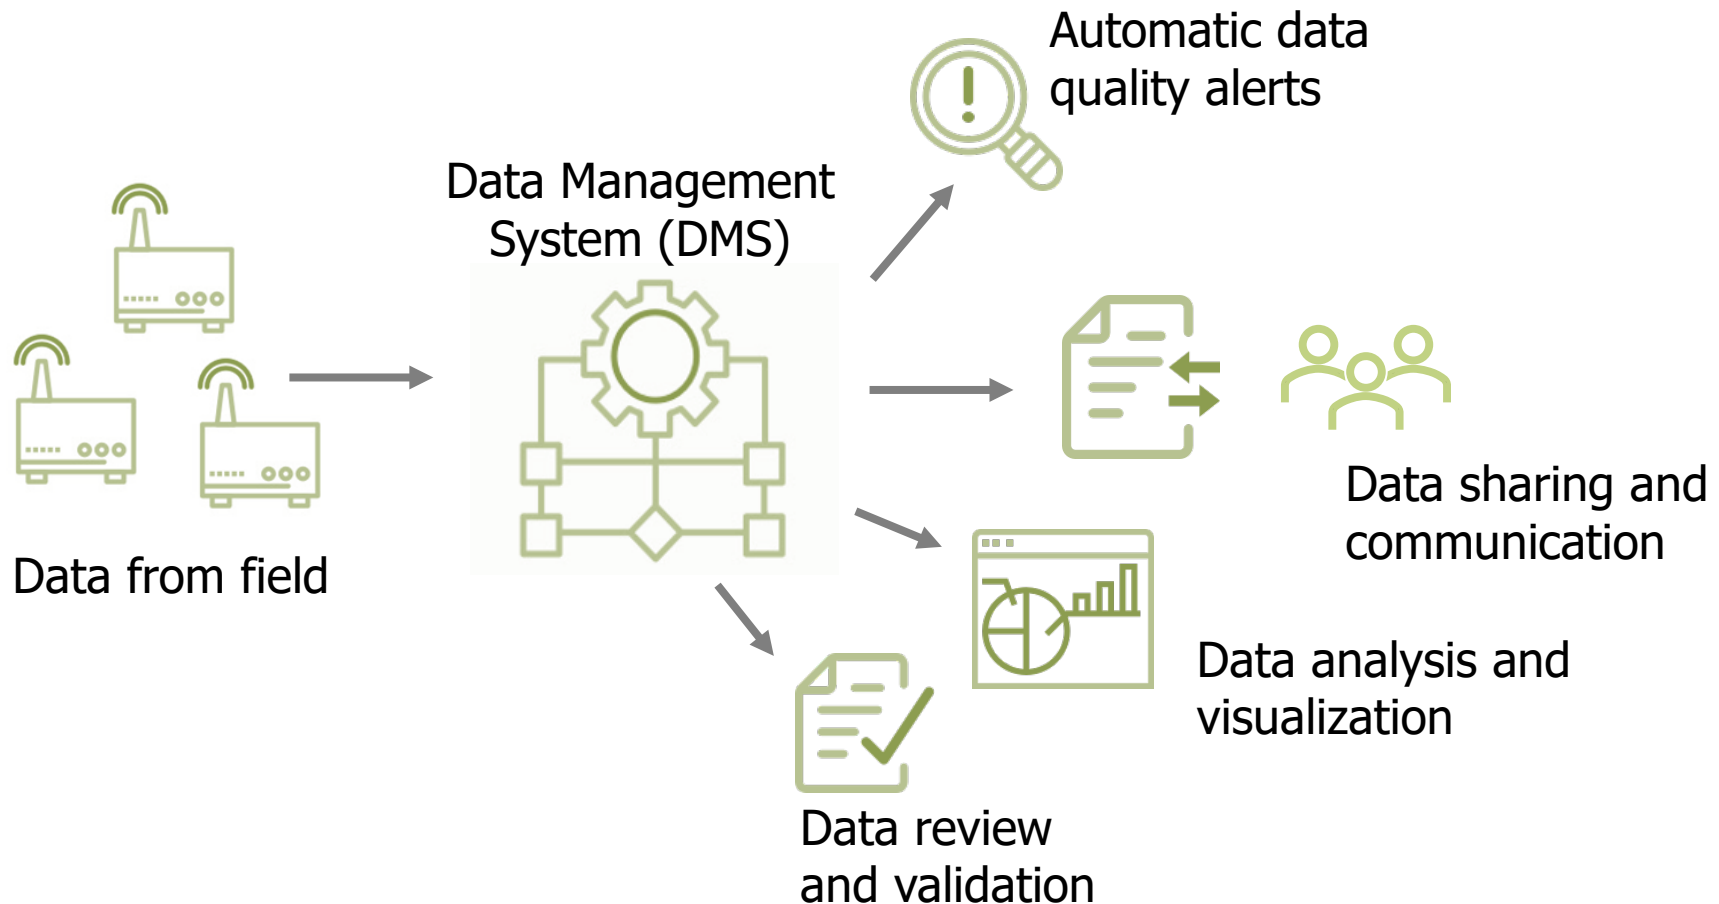 Automatic data
quality alerts
Data Management
System (DMS)
Data from field
Data sharing and
communication
Data analysis and
visualization
Data review
and validation